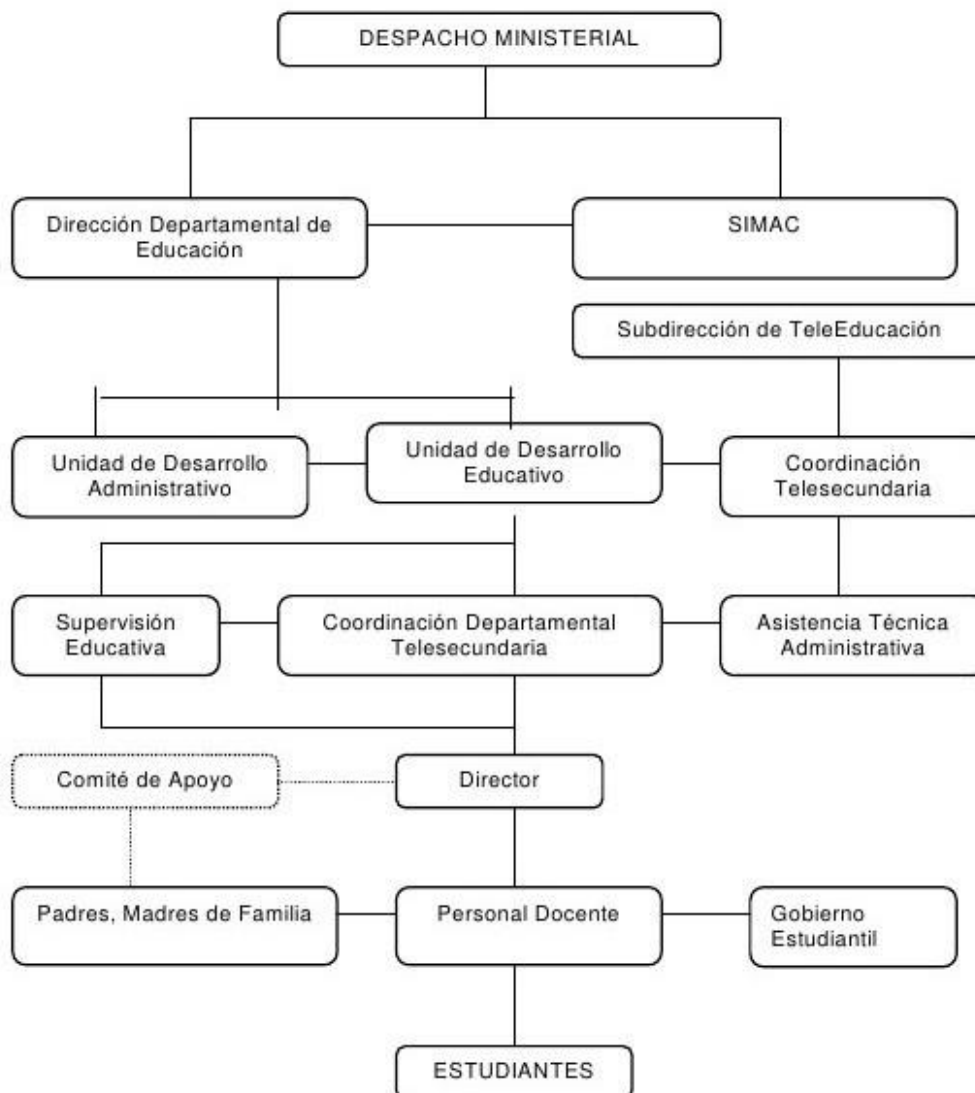 DESPACHO MINISTERIAL
Dirección Departamental de
Educación
SIMAC
Subdirección de TeleEducación
Unidad de Desarrollo
Administrativo
Unidad de Desarrollo
Educativo
Coordinación
Telesecundaria
Supervisión
Educativa
Coordinación Departamental
Telesecundaria
Asistencia Técnica
Administrativa
Comité de Apoyo
Director
Padres, Madres de Familia
Personal Docente
Gobierno
Estudiantil
ESTUDIANTES